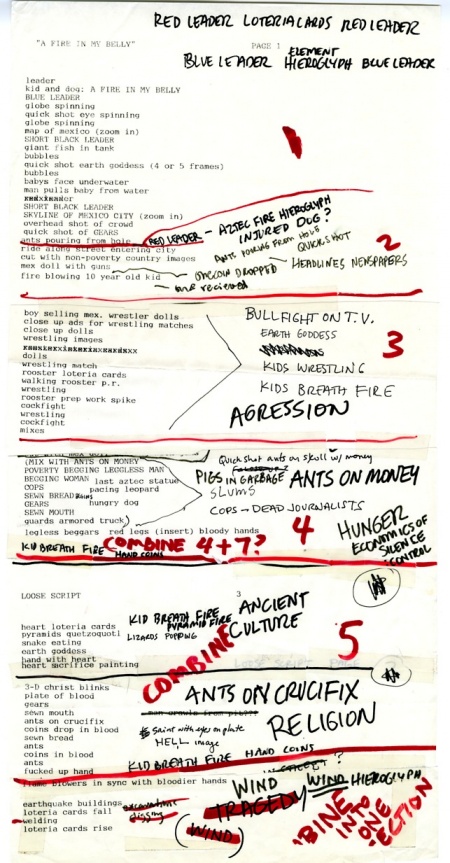 RED LEADER LOTERIA CARDS RED LEADER
"A FIRE IN MY BELLY" PAGE 1
ELEMENT
BLUE LEADER HIEROGLYPH BLUE LEADER
leader
kid and dog: A FIRE IN MY BELLY
BLUE LEADER
globe spinning
quick shot eye spinning
globe spinning
map of mexico (zoom in)
SHORT BLACK LEADER
giant fish in tank
bubbles
quick shot earth goddess (4 or 5 frames)
bubbles
babys face underwater
man pulls baby from water
SHORT BLACK LEADER
SKYLINE OF MEXICO CITY (zoom in)
overhead shot of crowd
quick shot of GEARS
ants pouring from hole
RED LEADER - AZTEC FIRE HIEROGLYPH
INJURED DOG?
ride along street entering city
ANTS POURING FROM HOLE
QUICK SHOT
cut with non-poverty country images
2
mex doll with guns
COIN DROPPED
HEADLINES NEWSPAPERS
fire blowing 10 year old kid
and recieved
boy selling mex. wrestler dolls
close up ads for wrestling matches
close up dolls
wrestling images
dolls
wrestling match
rooster loteria cards
walking rooster p.r.
wrestling
rooster prep work spike
cockfight
wrestling
cockfight
mixes
BULLFIGHT ON T.V.
EARTH GODDESS
KIDS WRESTLING
KIDS BREATH FIRE
AGRESSION
3
(MIX WITH ANTS ON MONEY
POVERTY BEGGING LEGGLESS MAN
BEGGING WOMAN last aztec statue
COPS pacing leopard
SEWN BREAD
GEARS hungry dog
SEWN MOUTH
guards armored truck
legless beggars red legs (insert) bloody hands
Quick shot ants on skull w/ money
PIGS IN GARBAGE ANTS ON MONEY
SLUMS
COPS - DEAD JOURNALISTS
4
HUNGER
ECONOMICS OF
SILENCE
CONTROL
KID BREATH FIRE COMBINE 4+7?
HAND COINS
LOOSE SCRIPT 3
heart loteria cards
pyramids quetzoquotl
snake eating
earth goddess
hand with heart
heart sacrifice painting
KID BREATH FIRE
PYRAMID FIRE
LIZARDS POPPING
ANCIENT
CULTURE
5
COMBINE
3-D christ blinks
plate of blood
gears
sewn mouth
ants on crucifix
coins drop in blood
sewn bread
ants
coins in blood
ants
fucked up hand
ANTS ON CRUCIFIX
RELIGION
Saint with eyes on plate
HELL image
KID BREATH FIRE HAND COINS
flame blowers in sync with bloodier hands
earthquake buildings
loteria cards fall
welding
loteria cards rise
excavation
digging
WIND WIND HIEROGLYPH
TRAGEDY
(WIND)
'BINE
INTO
ONE
ECTION